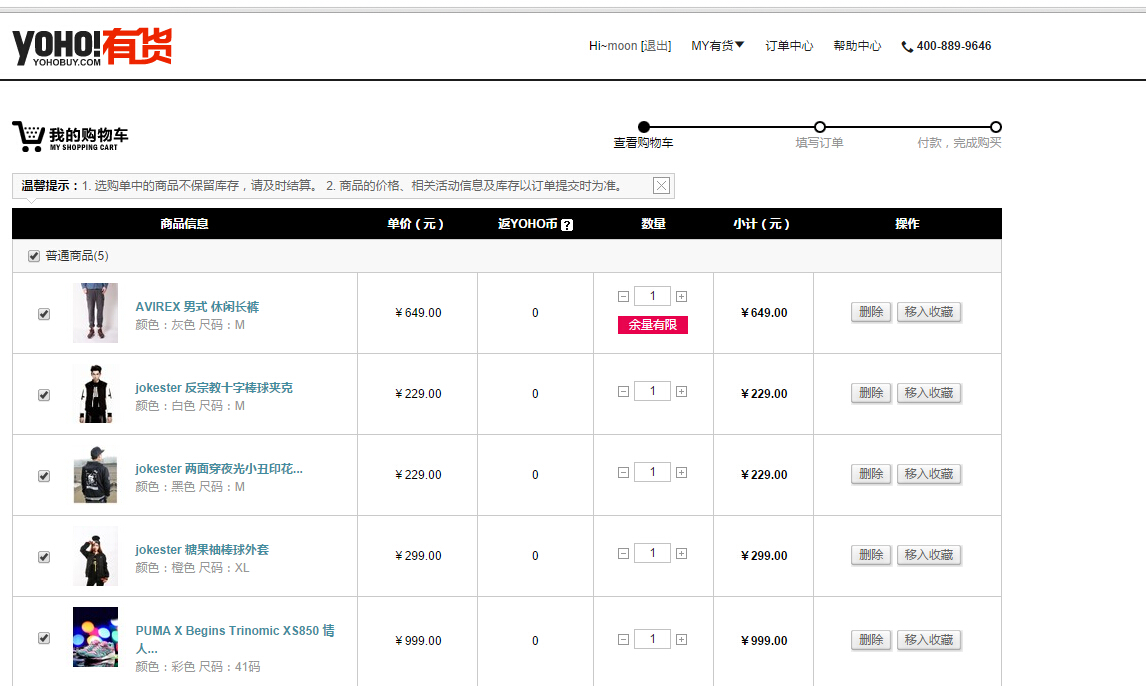 YOHO!有货
YOHOBUY.COM
Hi~moon [退出] MY有货▼ 订单中心 帮助中心 400-889-9646
我的购物车
MY SHOPPING CART
查看购物车 填写订单 付款，完成购买
温馨提示：1. 选购单中的商品不保留库存，请及时结算。 2. 商品的价格、相关活动信息及库存以订单提交时为准。
商品信息 单价（元） 返YOHO币 ? 数量 小计（元） 操作
普通商品(5)
AVIREX 男式 休闲长裤
颜色：灰色 尺码：M
￥649.00 0 1 ￥649.00 删除 移入收藏
余量有限
jokester 反宗教十字棒球夹克
颜色：白色 尺码：M
￥229.00 0 1 ￥229.00 删除 移入收藏
jokester 两面穿夜光小丑印花...
颜色：黑色 尺码：M
￥229.00 0 1 ￥229.00 删除 移入收藏
jokester 糖果袖棒球外套
颜色：橙色 尺码：XL
￥299.00 0 1 ￥299.00 删除 移入收藏
PUMA X Begins Trinomic XS850 情
人...
颜色：彩色 尺码：41码
￥999.00 0 1 ￥999.00 删除 移入收藏